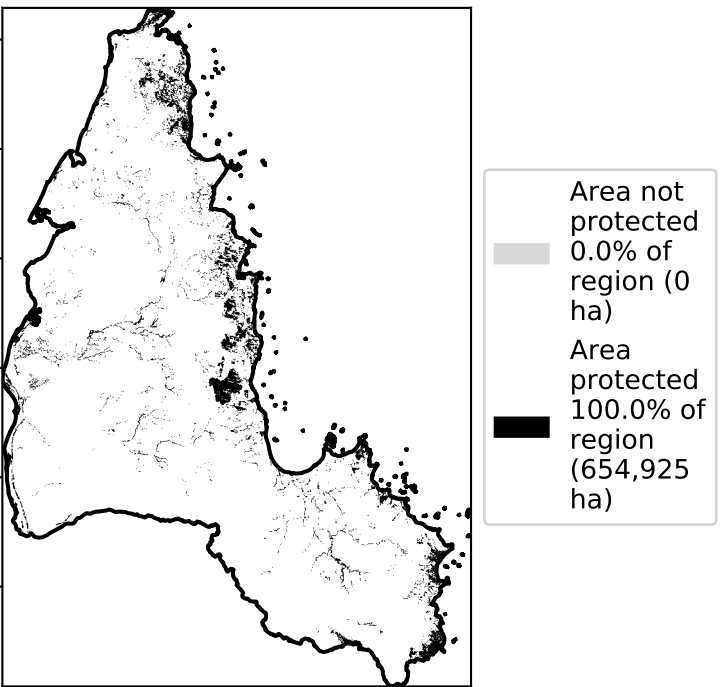 Area not
protected
0.0% of
region (0
ha)
Area
protected
100.0% of
region
(654,925
ha)